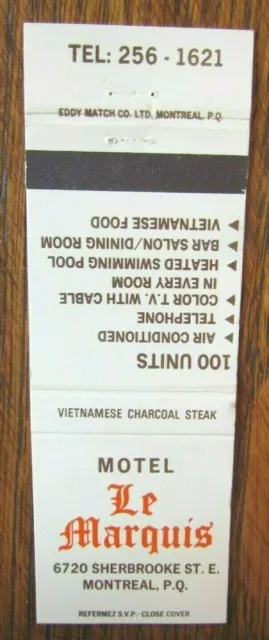 TEL: 256 - 1621
EDDY MATCH CO. LTD. MONTREAL, P.Q.
100 UNITS
▶ AIR CONDITIONED
▶ TELEPHONE
▶ COLOR T.V. WITH CABLE
IN EVERY ROOM
▶ HEATED SWIMMING POOL
▶ BAR SALON/DINING ROOM
▶ VIETNAMESE FOOD
VIETNAMESE CHARCOAL STEAK
MOTEL
Le
Marquis
6720 SHERBROOKE ST. E.
MONTREAL, P.Q.
REFERMEZ S.V.P. - CLOSE COVER